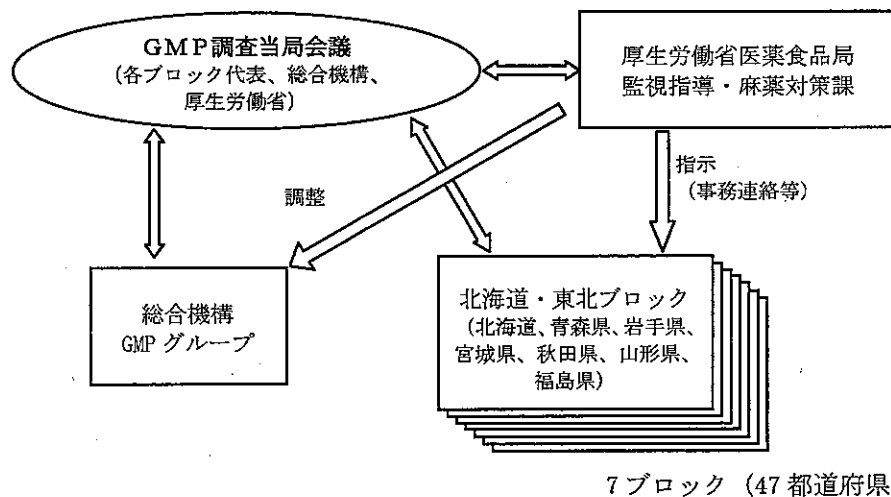 GMP調査当局会議
（各ブロック代表、総合機構、
厚生労働省）
厚生労働省医薬食品局
監視指導・麻薬対策課
調整
指示
（事務連絡等）
総合機構
GMPグループ
北海道・東北ブロック
（北海道、青森県、岩手県、
宮城県、秋田県、山形県、
福島県）
7ブロック（47都道府県